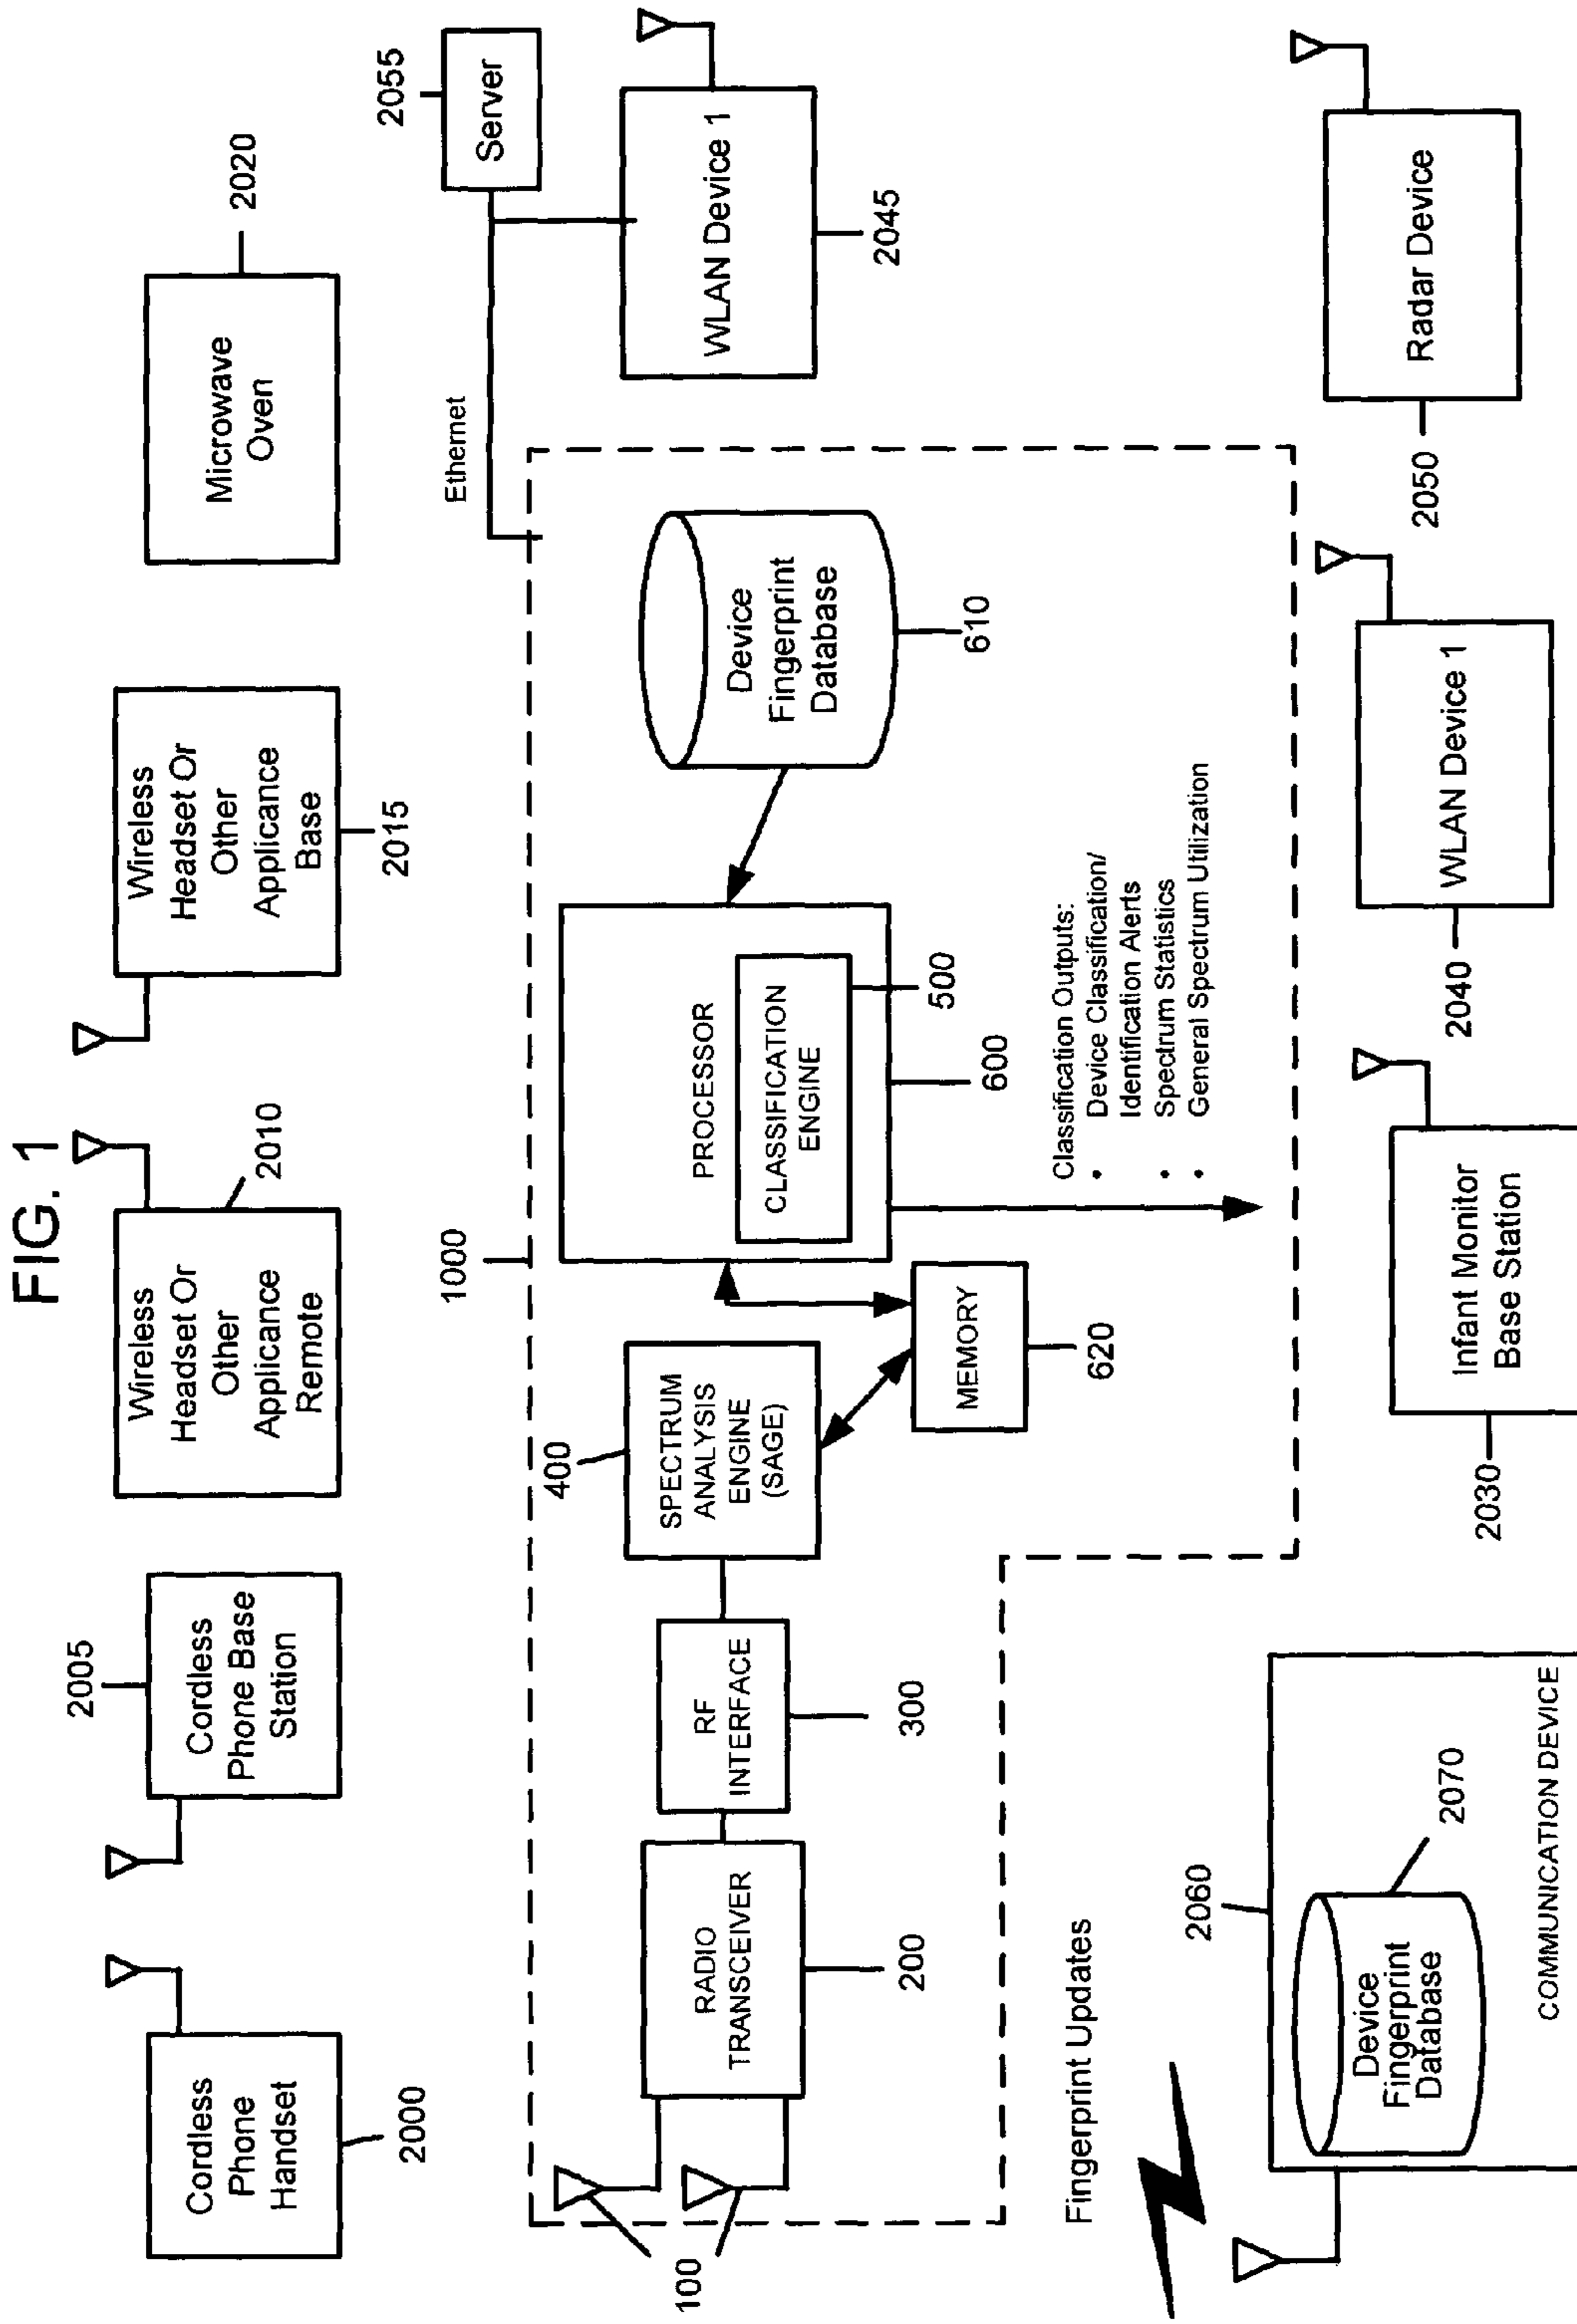 FIG. 1
Cordless
Phone
Handset
2000
2005
Cordless
Phone Base
Station
Wireless
Headset Or
Other
Applicance
Remote
2010
Wireless
Headset Or
Other
Applicance
Base
2015
Microwave
Oven
2020
1000
100
RADIO
TRANSCEIVER
200
RF
INTERFACE
300
400
SPECTRUM
ANALYSIS
ENGINE
(SAGE)
MEMORY
620
PROCESSOR
CLASSIFICATION
ENGINE
500
600
Device
Fingerprint
Database
610
Ethernet
2055
Server
WLAN Device 1
2045
Classification Outputs:
• Device Classification/
Identification Alerts
• Spectrum Statistics
• General Spectrum Utilization
Fingerprint Updates
2060
Device
Fingerprint
Database
2070
COMMUNICATION DEVICE
Infant Monitor
Base Station
2030
WLAN Device 1
2040
Radar Device
2050